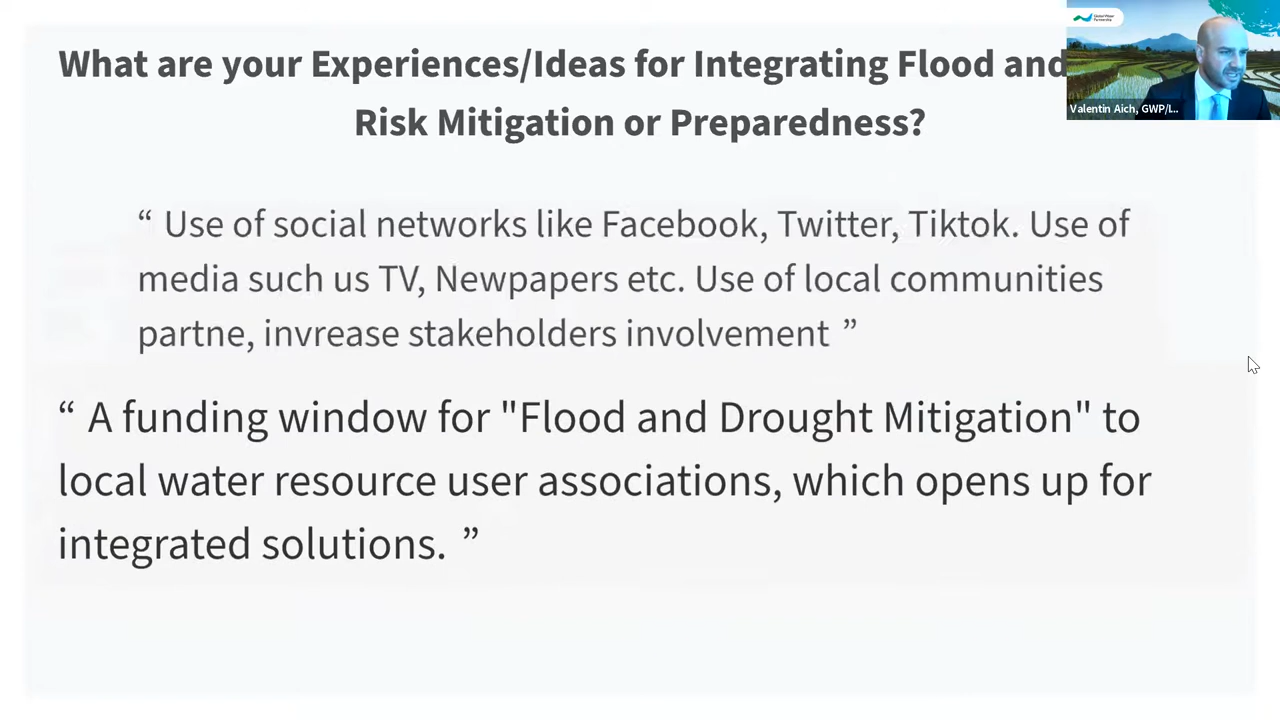 What are your Experiences/Ideas for Integrating Flood and
Risk Mitigation or Preparedness?
Global Water
Partnership
Valentin Aich, GWP/I...
“ Use of social networks like Facebook, Twitter, Tiktok. Use of
media such us TV, Newpapers etc. Use of local communities
partne, invrease stakeholders involvement ”
“ A funding window for "Flood and Drought Mitigation" to
local water resource user associations, which opens up for
integrated solutions. ”